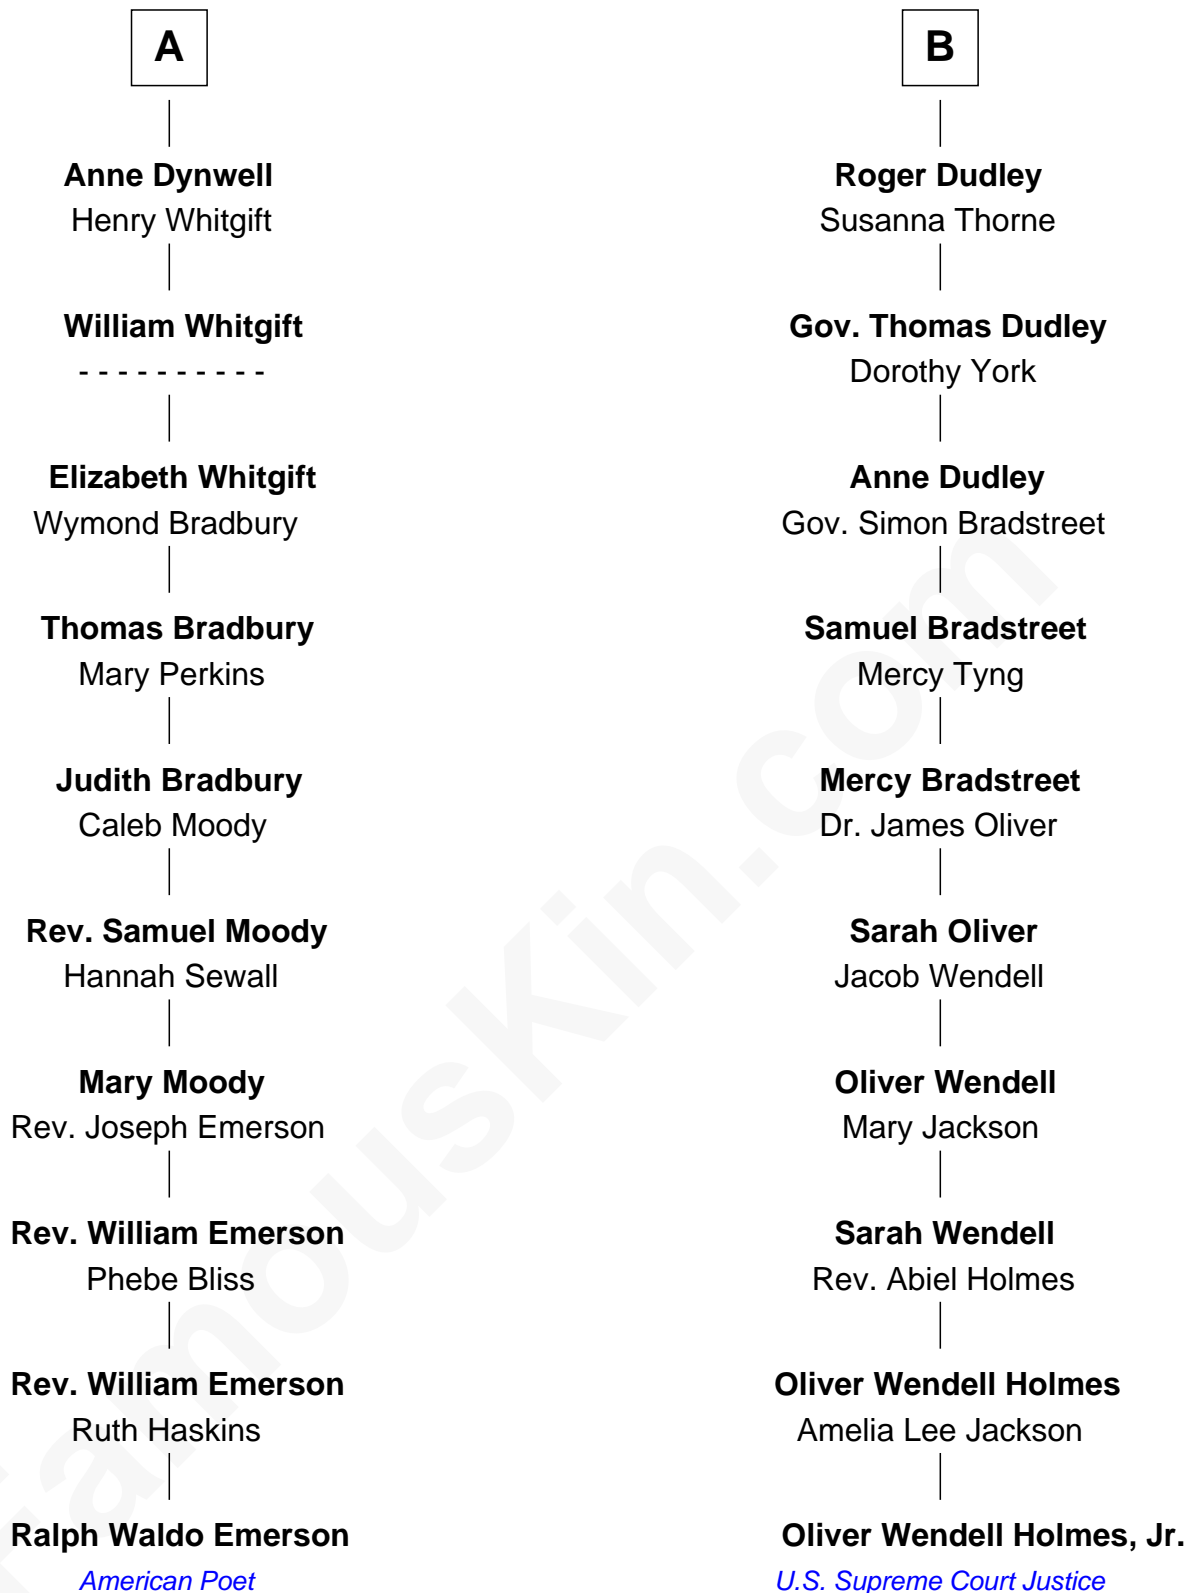 A
Anne Dynwell
Henry Whitgift
William Whitgift
- - - - - - - - - -
Elizabeth Whitgift
Wymond Bradbury
Thomas Bradbury
Mary Perkins
Judith Bradbury
Caleb Moody
Rev. Samuel Moody
Hannah Sewall
Mary Moody
Rev. Joseph Emerson
Rev. William Emerson
Phebe Bliss
Rev. William Emerson
Ruth Haskins
Ralph Waldo Emerson
American Poet
B
Roger Dudley
Susanna Thorne
Gov. Thomas Dudley
Dorothy York
Anne Dudley
Gov. Simon Bradstreet
Samuel Bradstreet
Mercy Tyng
Mercy Bradstreet
Dr. James Oliver
Sarah Oliver
Jacob Wendell
Oliver Wendell
Mary Jackson
Sarah Wendell
Rev. Abiel Holmes
Oliver Wendell Holmes
Amelia Lee Jackson
Oliver Wendell Holmes, Jr.
U.S. Supreme Court Justice
FamousKin.com